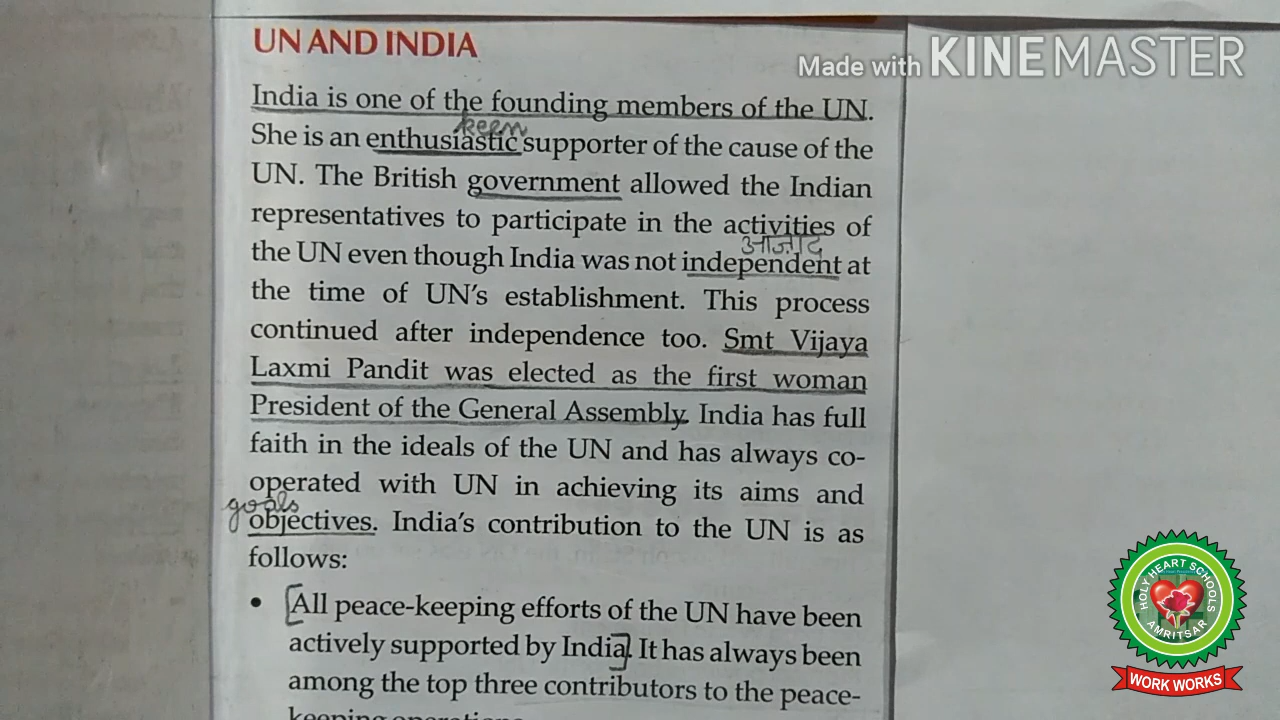 UN AND INDIA
Made with KINEMASTER
India is one of the founding members of the UN.
keen
She is an enthusiastic supporter of the cause of the
UN. The British government allowed the Indian
representatives to participate in the activities of
आज़ाद
the UN even though India was not independent at
the time of UN's establishment. This process
continued after independence too. Smt Vijaya
Laxmi Pandit was elected as the first woman
President of the General Assembly. India has full
faith in the ideals of the UN and has always co-
operated with UN in achieving its aims and
goals
objectives. India's contribution to the UN is as
follows:
• [All peace-keeping efforts of the UN have been
actively supported by India]. It has always been
among the top three contributors to the peace-
keeping operations
HOLY HEART SCHOOLS
AMRITSAR
WORK WORKS